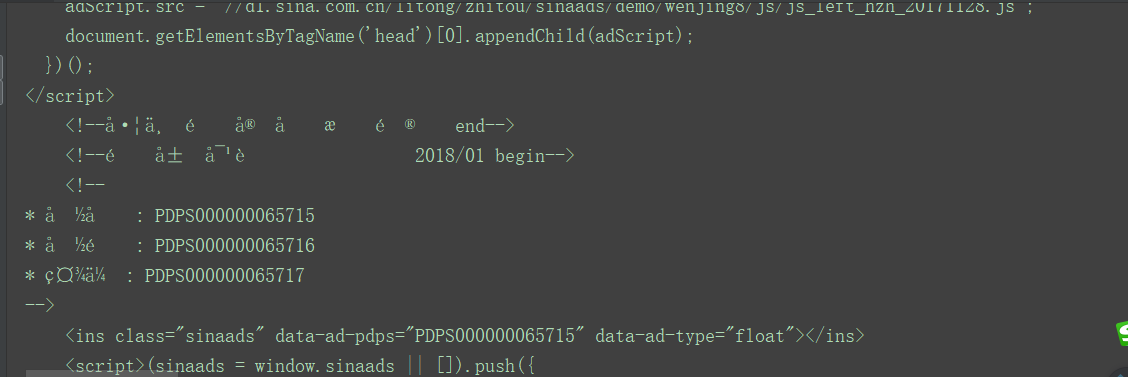 adScript.src = '//d1.sina.com.cn/litong/zhitou/sinaads/demo/wenjing8/js/js_left_hzh_20171128.js';
document.getElementsByTagName('head')[0].appendChild(adScript);
})();
</script>
<!--å·¦ä¸ é å® å æ é ® end-->
<!--é å± å¯¹è 2018/01 begin-->
<!--
* å ½å : PDPS000000065715
* å ½é : PDPS000000065716
* ç¤¾ä¼ : PDPS000000065717
-->
<ins class="sinaads" data-ad-pdps="PDPS000000065715" data-ad-type="float"></ins>
<script>(sinaads = window.sinaads || []).push({